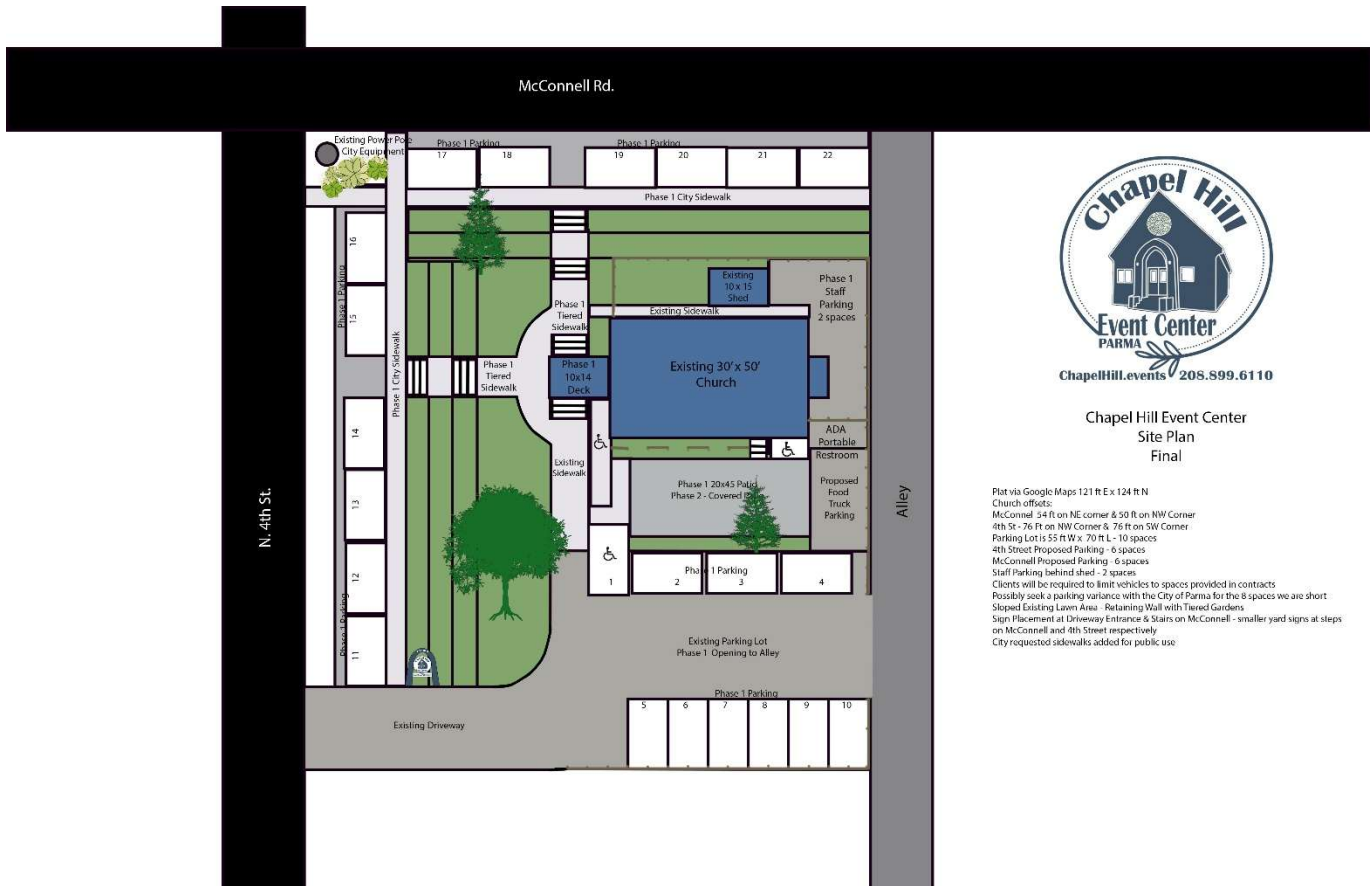 McConnell Rd.
Existing Power Pole
City Equipment
Phase 1 Parking
17
18
Phase 1 Parking
19
20
21
22
Phase 1 City Sidewalk
16
15
Phase 1 Parking
Phase 1 City Sidewalk
14
13
12
11
Phase 1 Parking
N. 4th St.
Existing
10 x 15
Shed
Phase 1
Staff
Parking
2 spaces
Existing Sidewalk
Phase 1
Tiered
Sidewalk
Phase 1
Tiered
Sidewalk
Phase 1
10x14
Deck
Existing 30' x 50'
Church
ADA
Portable
Restroom
Existing
Sidewalk
Phase 1 20x45 Patio
Phase 2 - Covered
Proposed
Food
Truck
Parking
Alley
1
Phase 1 Parking
2
3
4
Existing Parking Lot
Phase 1 Opening to Alley
Phase 1 Parking
5
6
7
8
9
10
Existing Driveway
Chapel Hill
Event Center
PARMA
ChapelHill.events 208.899.6110
Chapel Hill Event Center
Site Plan
Final
Plat via Google Maps 121 ft E x 124 ft N
Church offsets:
McConnel 54 ft on NE corner & 50 ft on NW Corner
4th St - 76 Ft on NW Corner & 76 ft on SW Corner
Parking Lot is 55 ft W x 70 ft L - 10 spaces
4th Street Proposed Parking - 6 spaces
McConnell Proposed Parking - 6 spaces
Staff Parking behind shed - 2 spaces
Clients will be required to limit vehicles to spaces provided in contracts
Possibly seek a parking variance with the City of Parma for the 8 spaces we are short
Sloped Existing Lawn Area - Retaining Wall with Tiered Gardens
Sign Placement at Driveway Entrance & Stairs on McConnell - smaller yard signs at steps
on McConnell and 4th Street respectively
City requested sidewalks added for public use